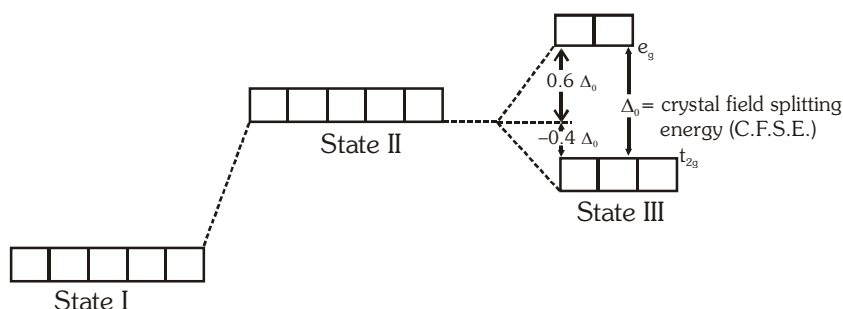 e_g
0.6 Δ₀
Δ₀= crystal field splitting
energy (C.F.S.E.)
State II
–0.4 Δ₀
t_2g
State III
State I